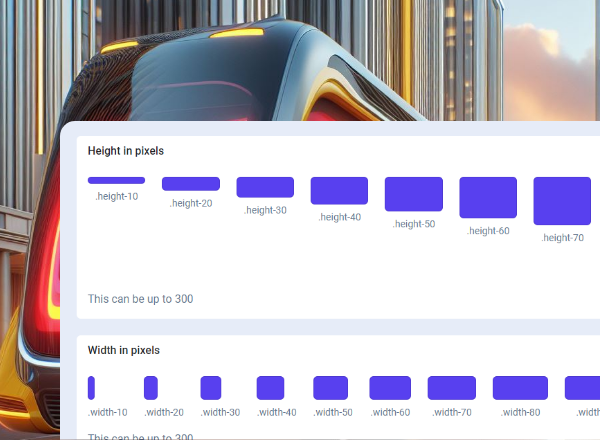 Height in pixels
.height-10
.height-20
.height-30
.height-40
.height-50
.height-60
.height-70
This can be up to 300
Width in pixels
.width-10 .width-20 .width-30 .width-40 .width-50 .width-60 .width-70 .width-80
This can be up to 300